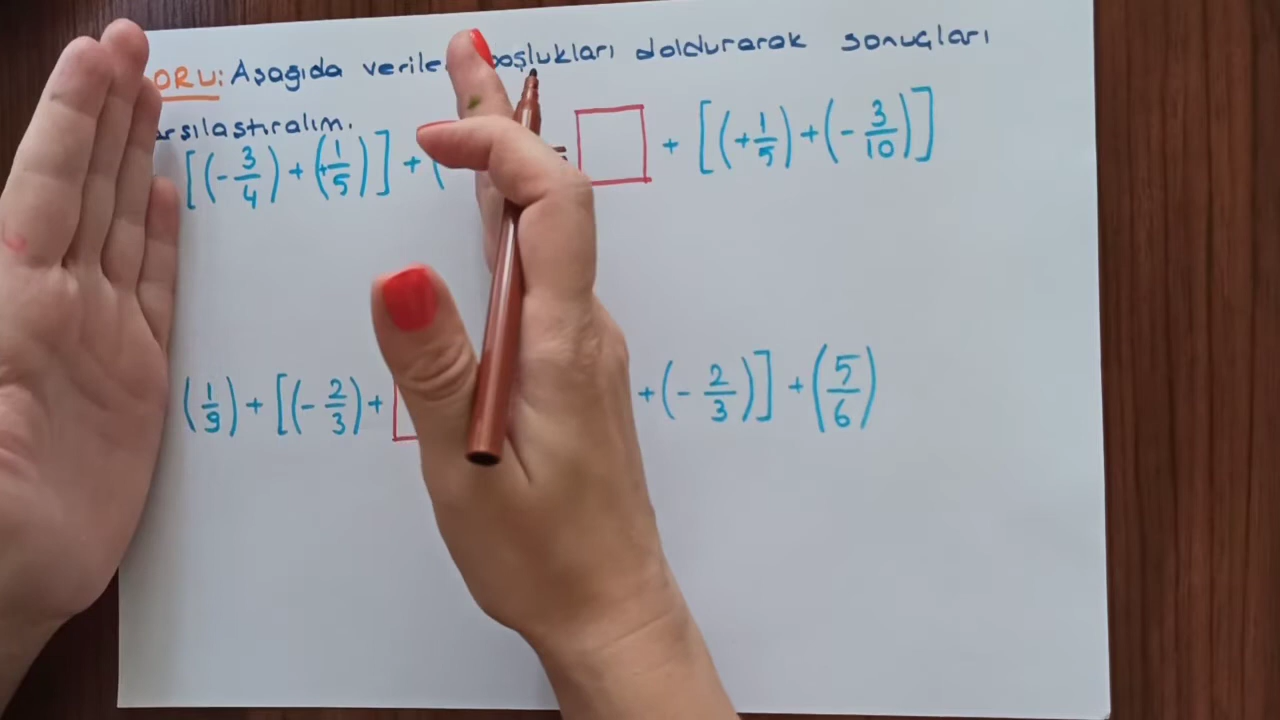 ORU: Aşağıda verile boşlukları doldurarak sonuçları
arşılaştıralım.
[(-3/4)+(+1/5)]+( = + [(+1/5)+(-3/10)]
(1/9)+[(-2/3)+ +(-2/3)]+(5/6)